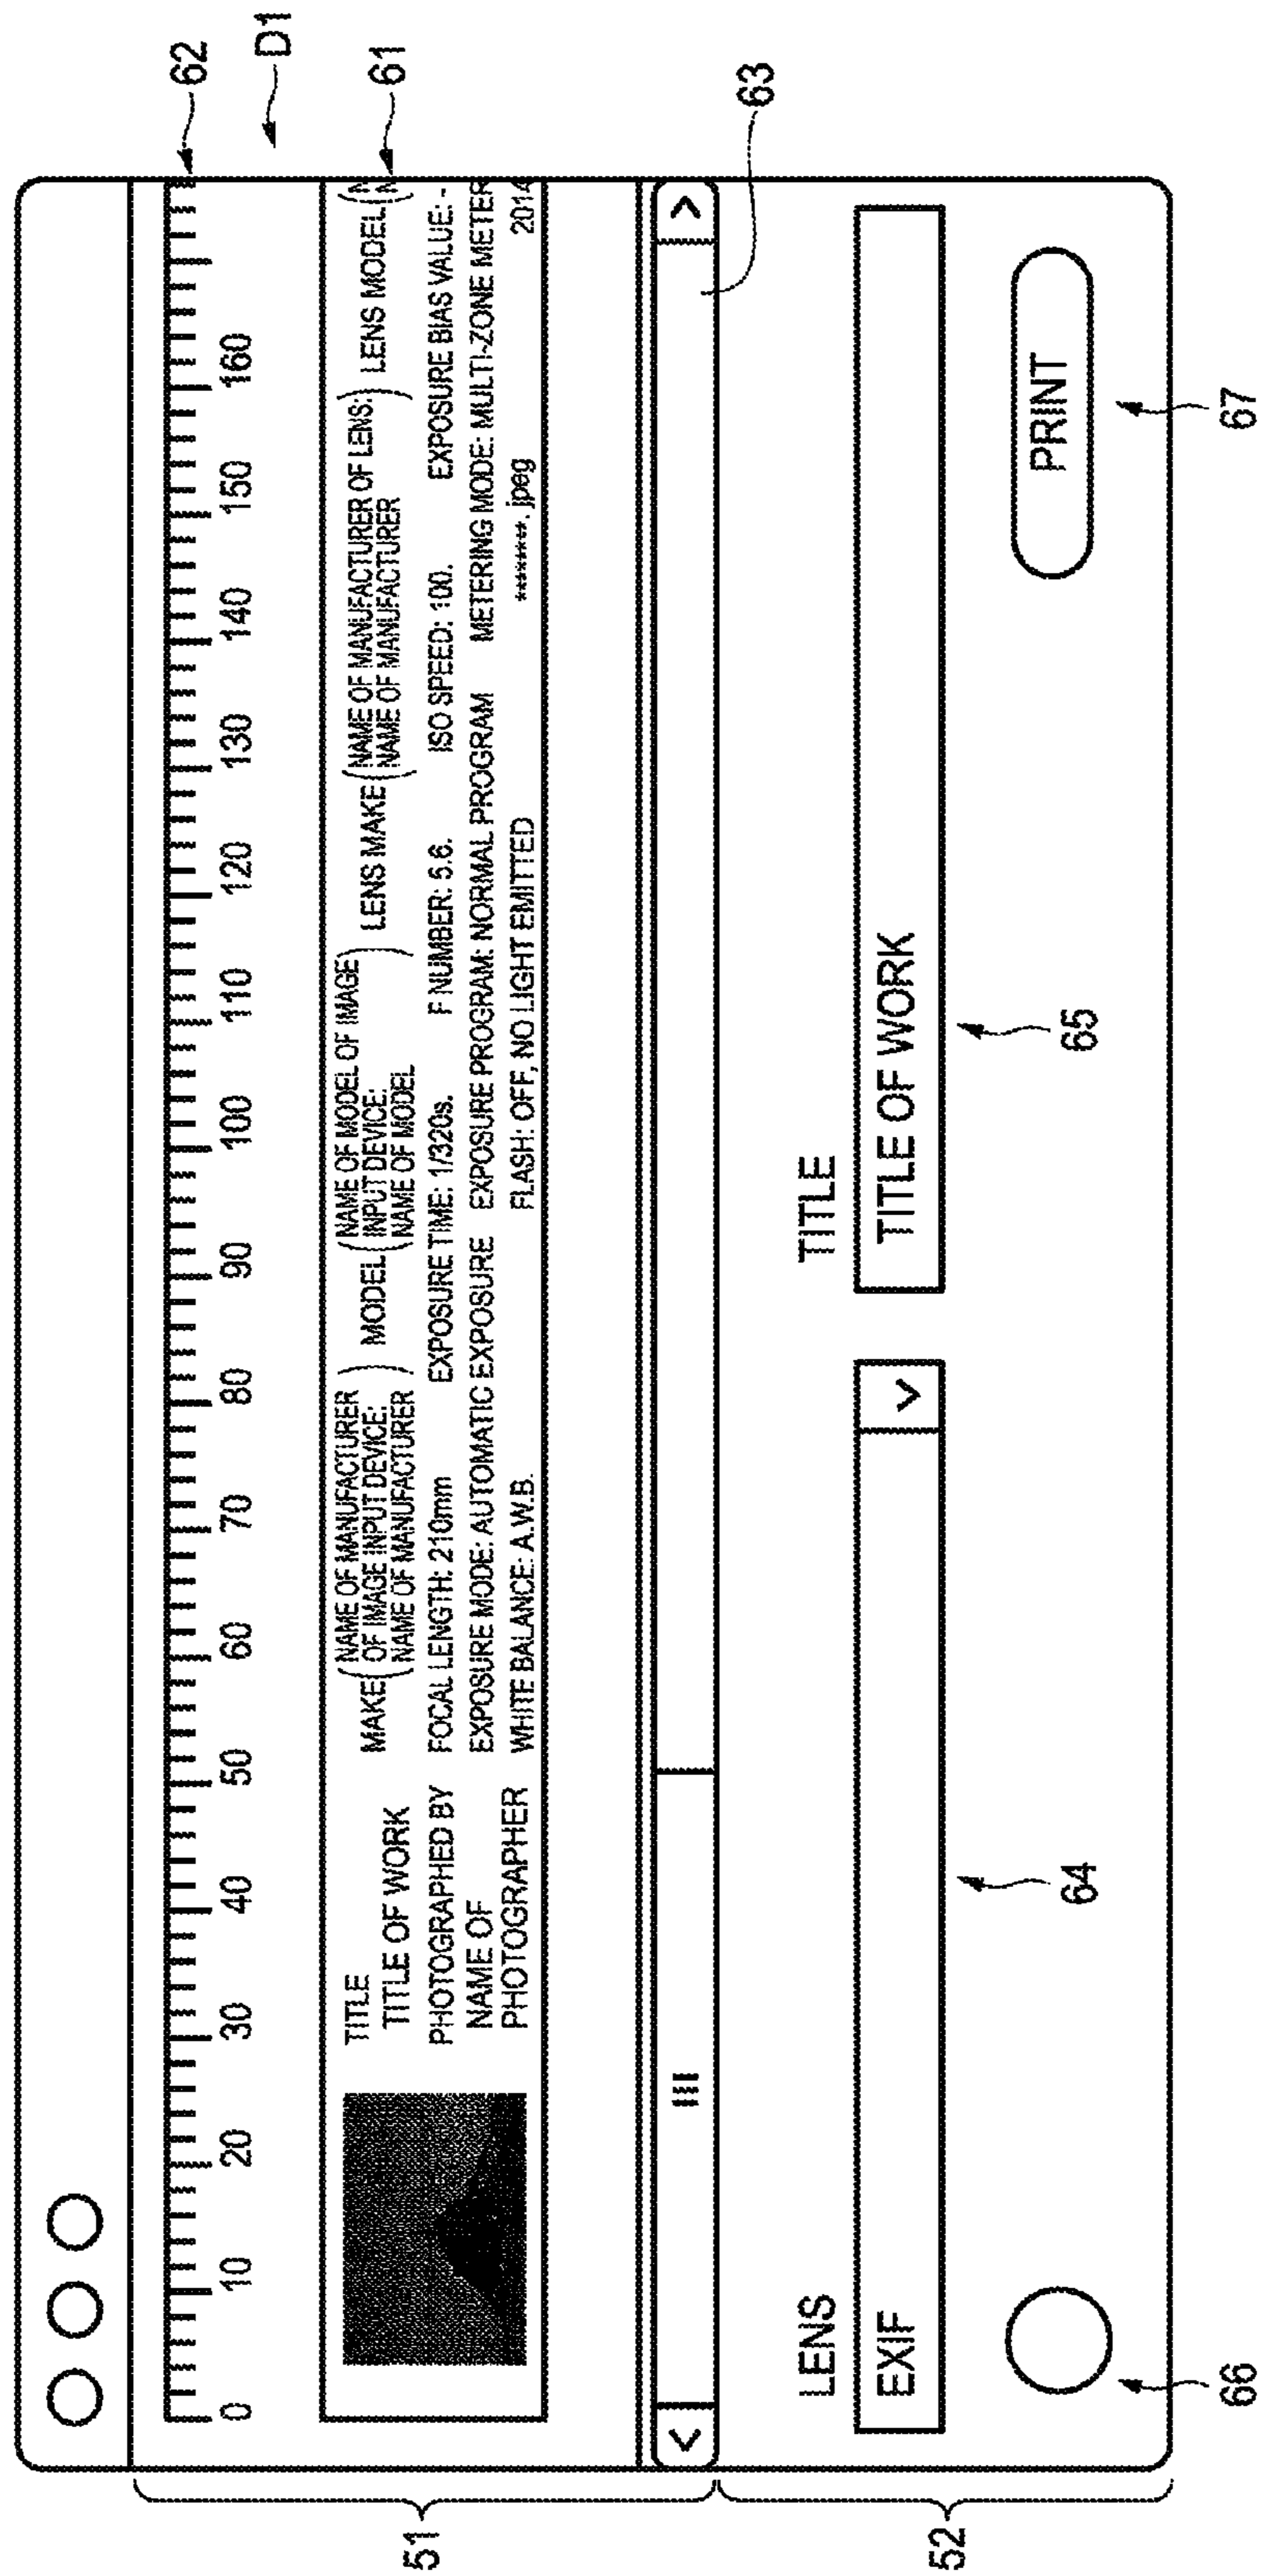 62
D1
61
63
0 10 20 30 40 50 60 70 80 90 100 110 120 130 140 150 160
TITLE
TITLE OF WORK
PHOTOGRAPHED BY
NAME OF
PHOTOGRAPHER
MAKE (NAME OF MANUFACTURER
OF IMAGE INPUT DEVICE:
NAME OF MANUFACTURER)
MODEL (NAME OF MODEL OF IMAGE
INPUT DEVICE:
NAME OF MODEL)
LENS MAKE (NAME OF MANUFACTURER OF LENS:
NAME OF MANUFACTURER)
LENS MODEL (
FOCAL LENGTH: 210mm EXPOSURE TIME: 1/320s. F NUMBER: 5.6. ISO SPEED: 100. EXPOSURE BIAS VALUE: -
EXPOSURE MODE: AUTOMATIC EXPOSURE EXPOSURE PROGRAM: NORMAL PROGRAM METERING MODE: MULTI-ZONE METER
WHITE BALANCE: A.W.B. FLASH: OFF, NO LIGHT EMITTED *******.jpeg 2014
51
LENS
EXIF
TITLE
TITLE OF WORK
64
65
PRINT
66
67
52